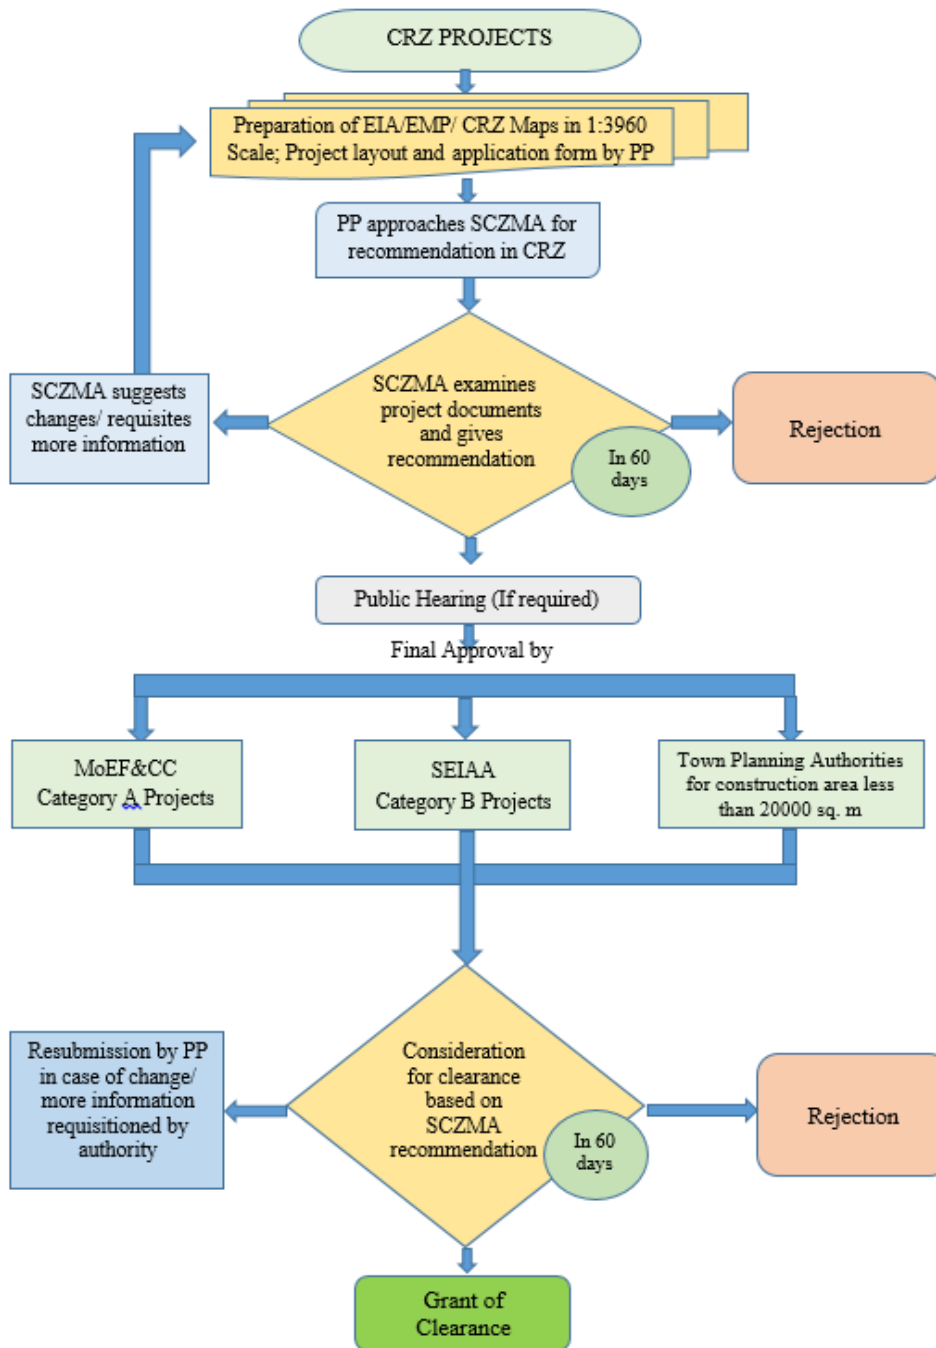 CRZ PROJECTS
Preparation of EIA/EMP/ CRZ Maps in 1:3960
Scale; Project layout and application form by PP
PP approaches SCZMA for
recommendation in CRZ
SCZMA suggests
changes/ requisites
more information
SCZMA examines
project documents
and gives
recommendation
In 60
days
Rejection
Public Hearing (If required)
Final Approval by
MoEF&CC
Category A Projects
SEIAA
Category B Projects
Town Planning Authorities
for construction area less
than 20000 sq. m
Resubmission by PP
in case of change/
more information
requisitioned by
authority
Consideration
for clearance
based on
SCZMA
recommendation
In 60
days
Rejection
Grant of
Clearance